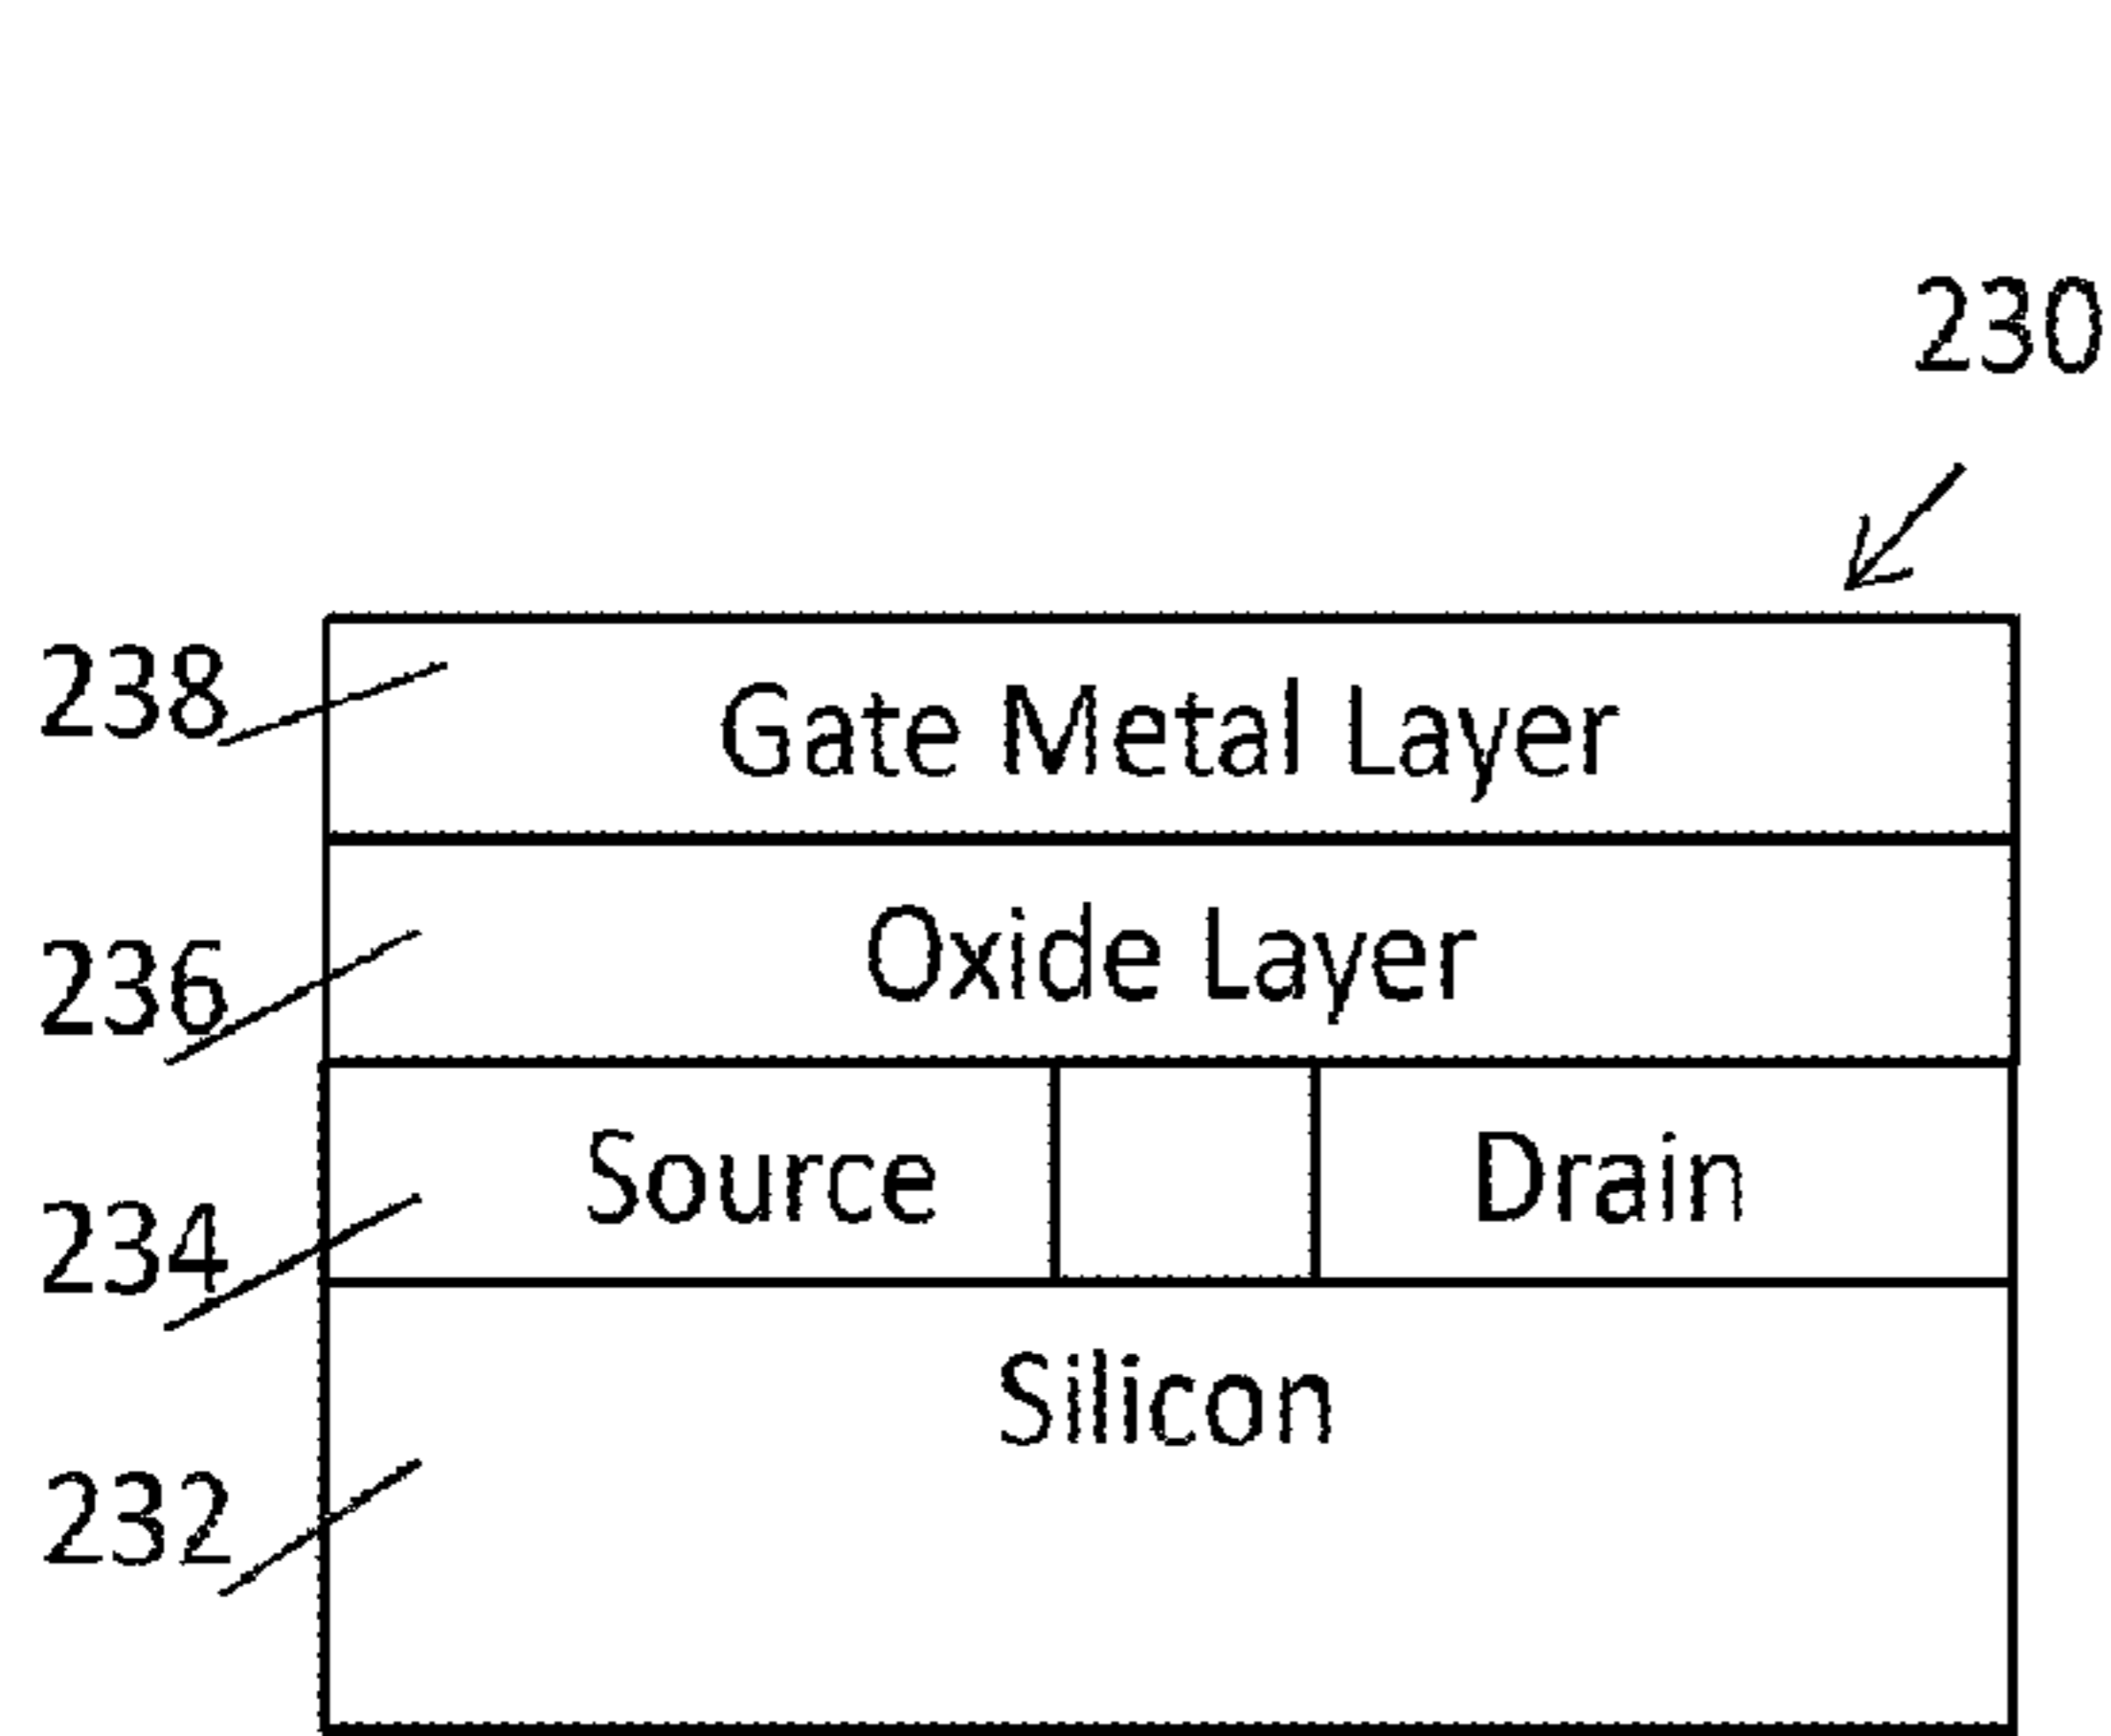 230
238 Gate Metal Layer
236 Oxide Layer
234 Source Drain
232 Silicon